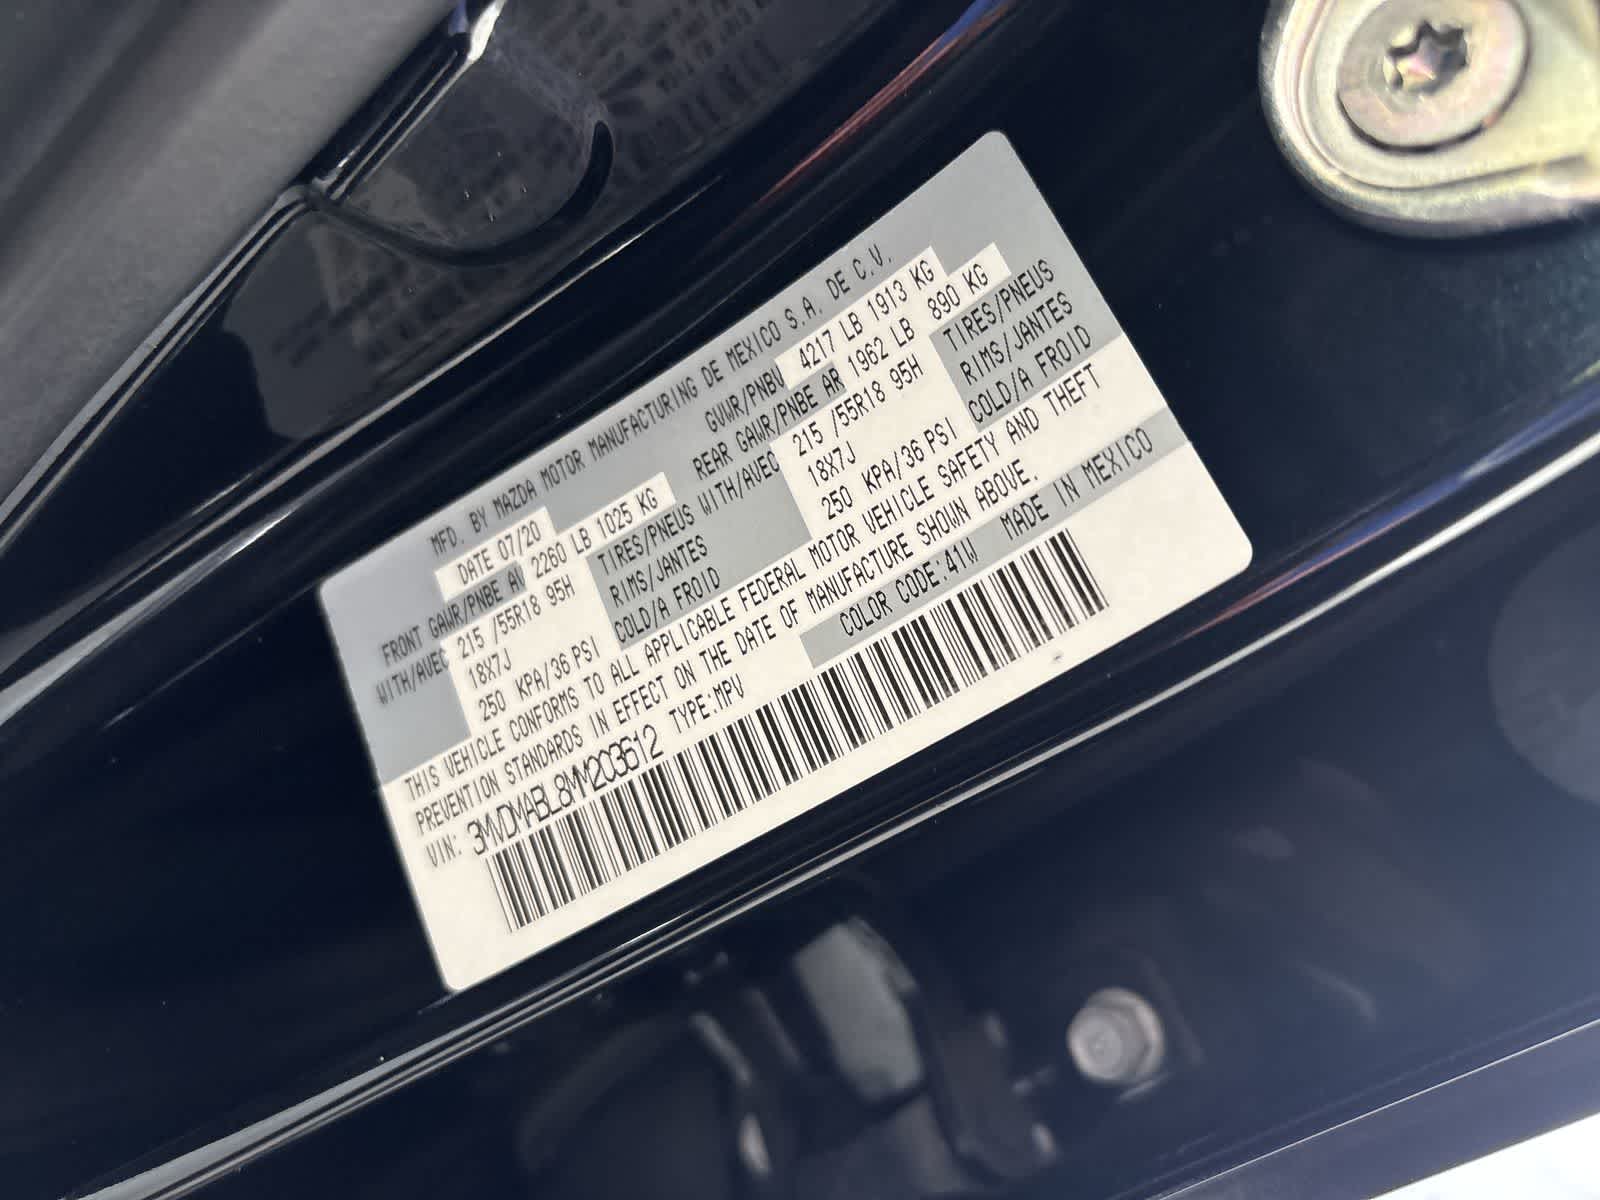 MFD. BY MAZDA MOTOR MANUFACTURING DE MEXICO S.A. DE C.V.
DATE 07/20 GVWR/PNBV 4217 LB 1913 KG
FRONT GAWR/PNBE AV 2260 LB 1025 KG REAR GAWR/PNBE AR 1962 LB 890 KG
WITH/AVEC 215 /55R18 95H TIRES/PNEUS WITH/AVEC 215 /55R18 95H TIRES/PNEUS
18X7J RIMS/JANTES 18X7J RIMS/JANTES
250 KPA/36 PSI COLD/A FROID 250 KPA/36 PSI COLD/A FROID
THIS VEHICLE CONFORMS TO ALL APPLICABLE FEDERAL MOTOR VEHICLE SAFETY AND THEFT
PREVENTION STANDARDS IN EFFECT ON THE DATE OF MANUFACTURE SHOWN ABOVE.
VIN: 3MVDMABL8MM203612 TYPE:MPV COLOR CODE:41W MADE IN MEXICO